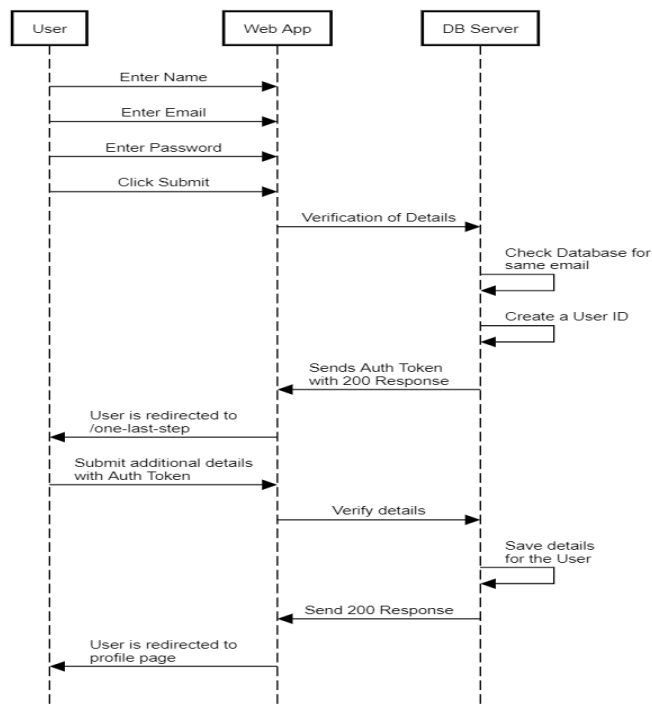 User
Web App
DB Server
Enter Name
Enter Email
Enter Password
Click Submit
Verification of Details
Check Database for
same email
Create a User ID
Sends Auth Token
with 200 Response
User is redirected to
/one-last-step
Submit additional details
with Auth Token
Verify details
Save details
for the User
Send 200 Response
User is redirected to
profile page